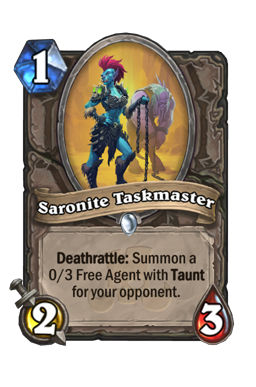 1
Saronite Taskmaster
Deathrattle: Summon a
0/3 Free Agent with Taunt
for your opponent.
2
3